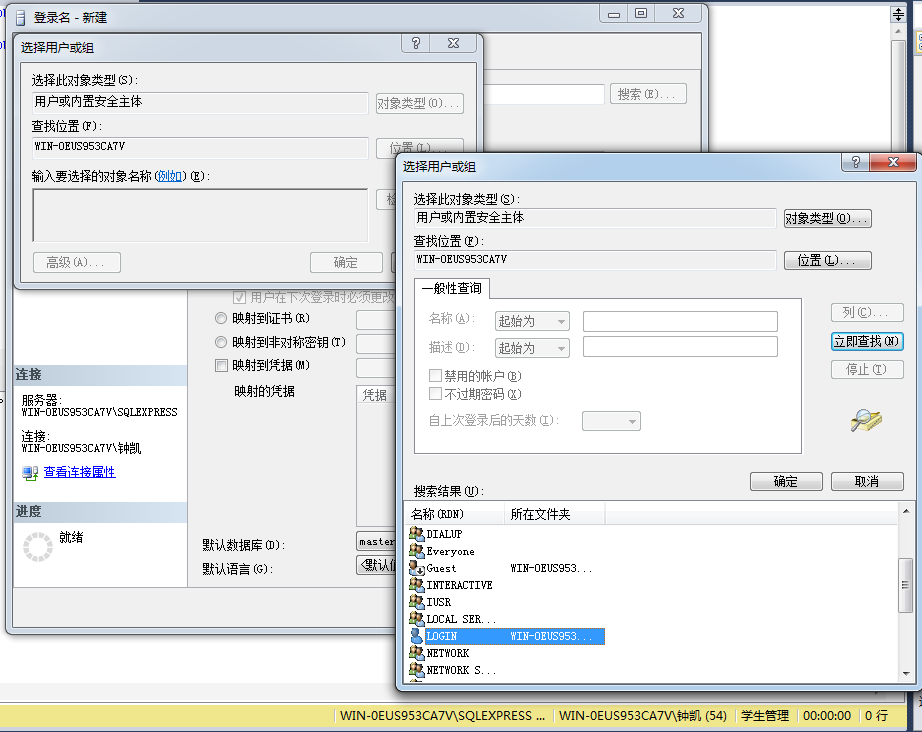 登录名 - 新建
选择用户或组
选择此对象类型(S):
用户或内置安全主体
对象类型(O)...
查找位置(F):
WIN-0EUS953CA7V
位置(L)...
输入要选择的对象名称(例如)(E):
高级(A)...
确定
搜索(E)...
用户在下次登录时必须更改
映射到证书(R)
映射到非对称密钥(T)
映射到凭据(M)
映射的凭据
凭据
默认数据库(D):
master
默认语言(G):
连接
服务器:
WIN-0EUS953CA7V\SQLEXPRESS
连接:
WIN-0EUS953CA7V\钟凯
查看连接属性
进度
就绪
选择用户或组
选择此对象类型(S):
用户或内置安全主体
对象类型(O)...
查找位置(F):
WIN-0EUS953CA7V
位置(L)...
一般性查询
名称(A):
起始为
描述(D):
起始为
禁用的帐户(B)
不过期密码(X)
自上次登录后的天数(I):
列(C)...
立即查找(N)
停止(T)
确定
取消
搜索结果(U):
名称(RDN) 所在文件夹
DIALUP
Everyone
Guest WIN-0EUS953...
INTERACTIVE
IUSR
LOCAL SER...
LOGIN WIN-0EUS953...
NETWORK
NETWORK S...
WIN-0EUS953CA7V\SQLEXPRESS ... WIN-0EUS953CA7V\钟凯 (54) 学生管理 00:00:00 0 行